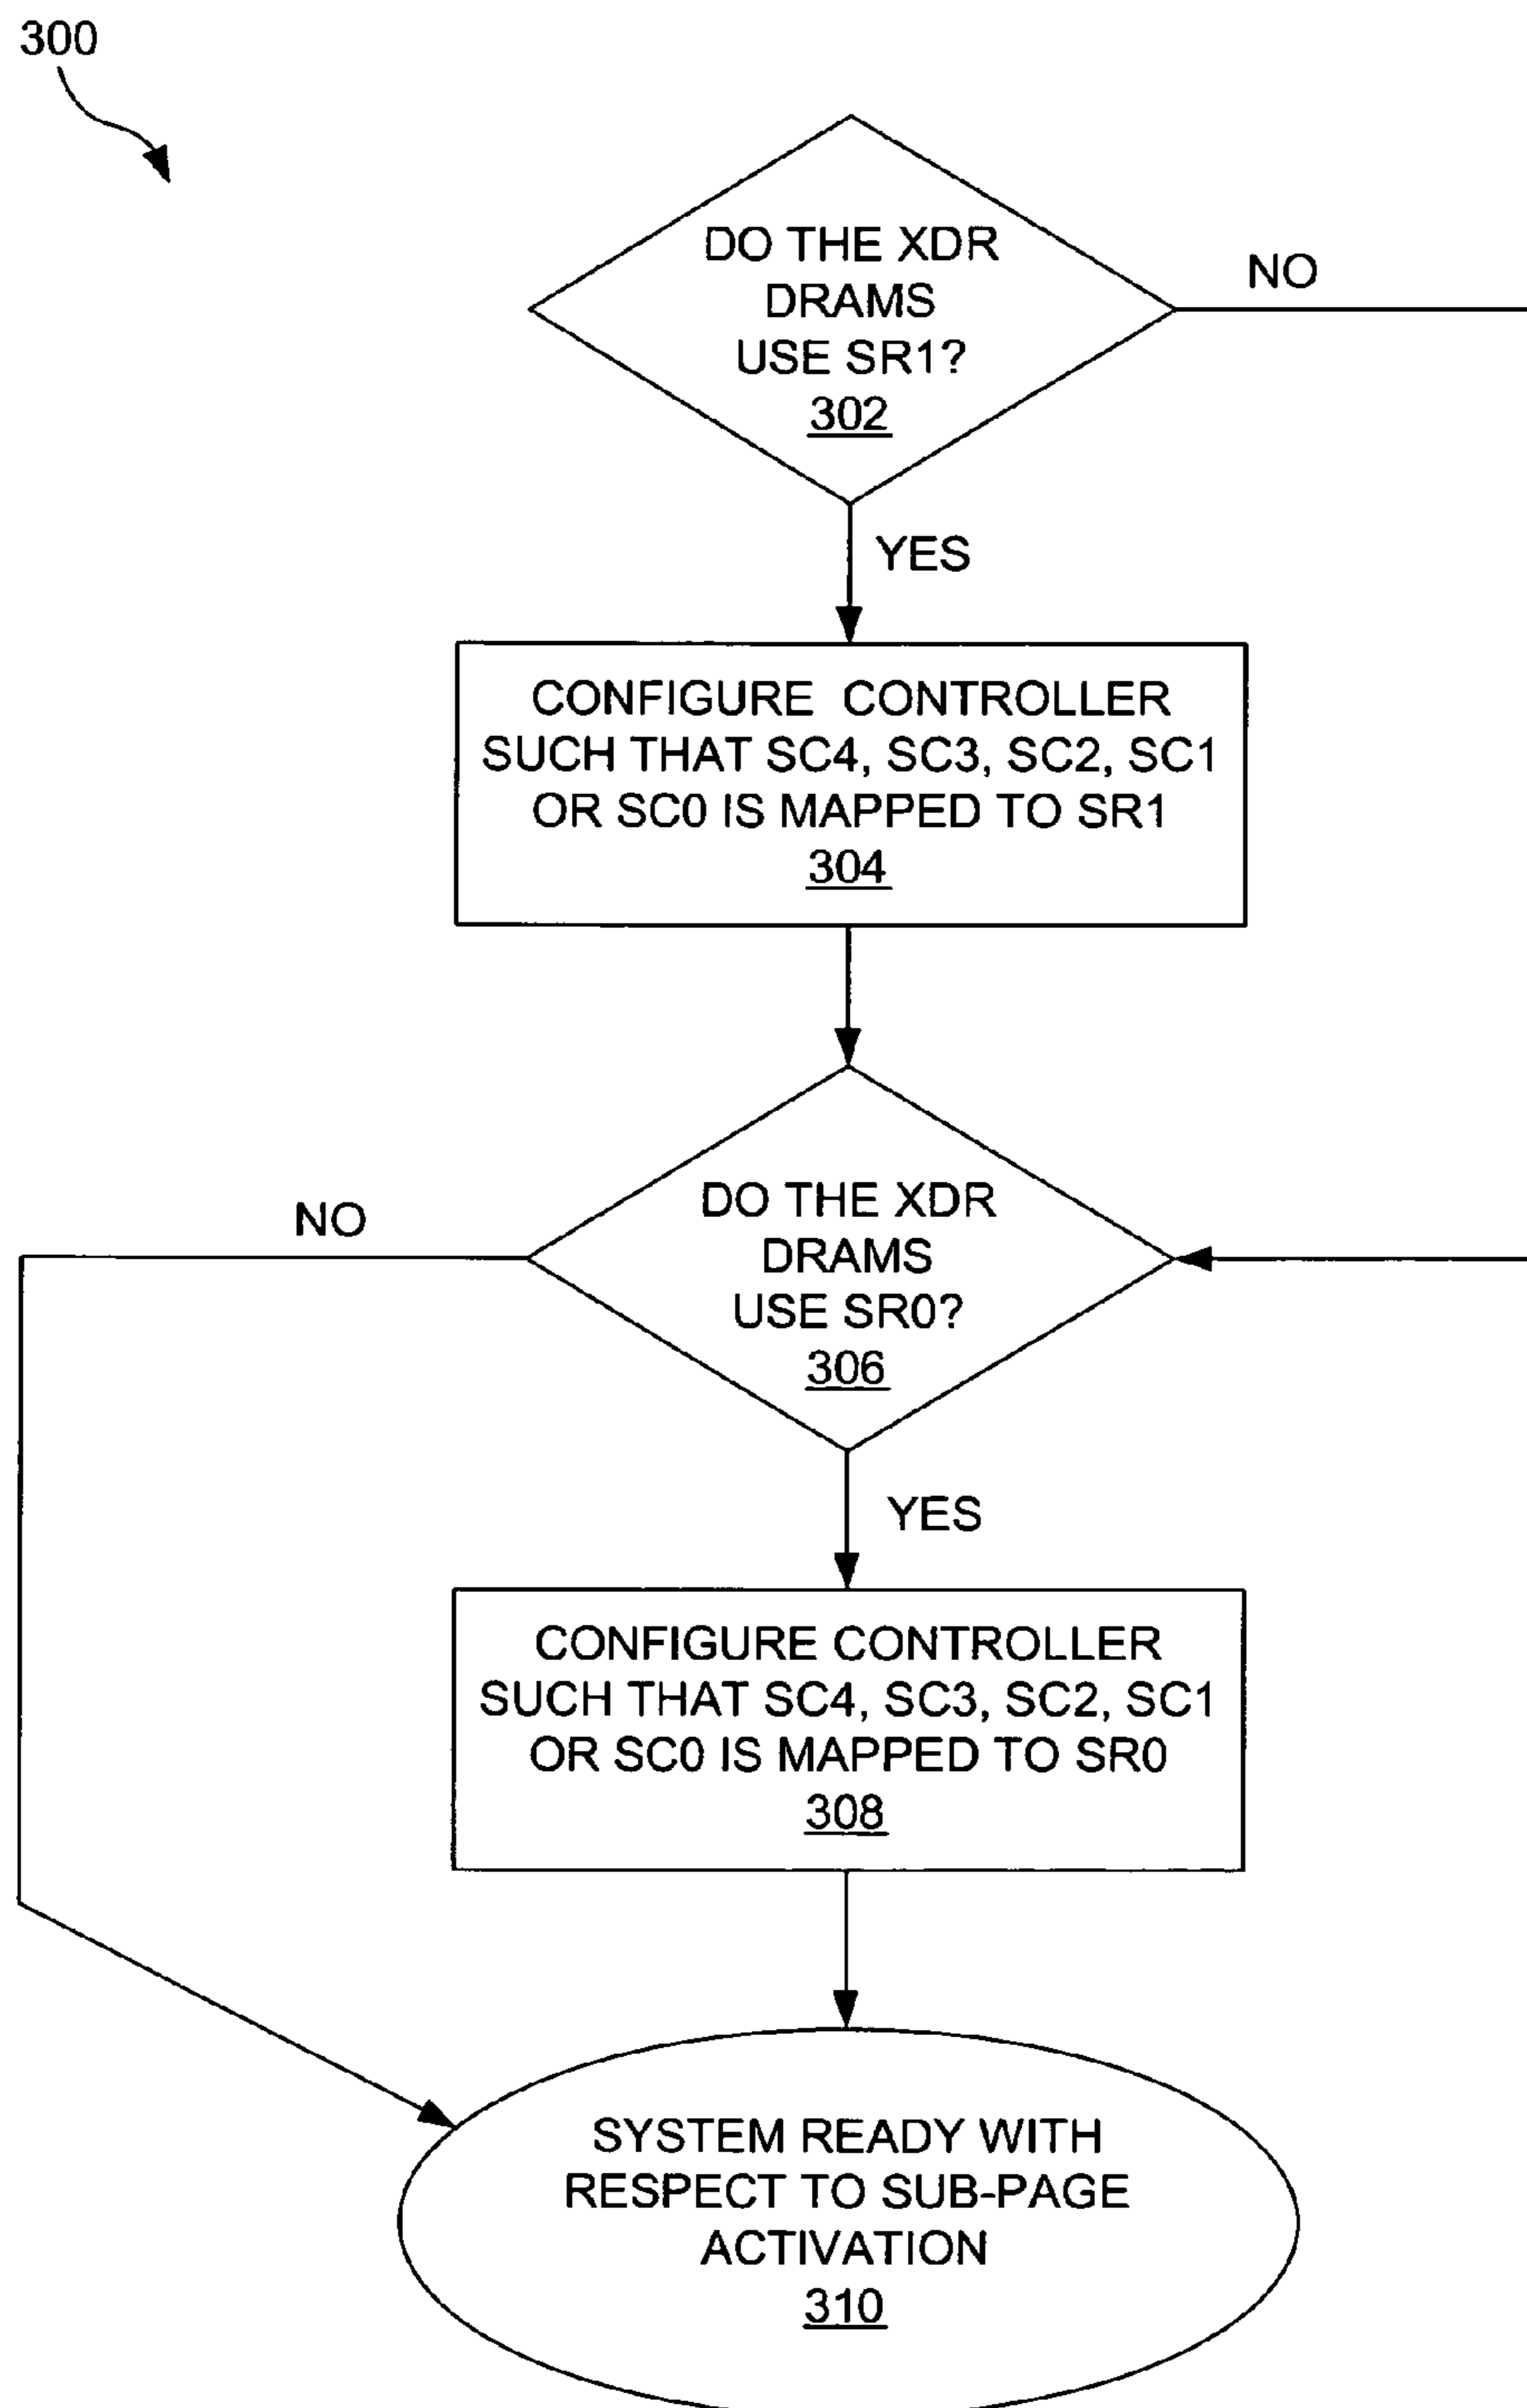 300
DO THE XDR
DRAMS
USE SR1?
302
NO
YES
CONFIGURE CONTROLLER
SUCH THAT SC4, SC3, SC2, SC1
OR SC0 IS MAPPED TO SR1
304
DO THE XDR
DRAMS
USE SR0?
306
NO
YES
CONFIGURE CONTROLLER
SUCH THAT SC4, SC3, SC2, SC1
OR SC0 IS MAPPED TO SR0
308
SYSTEM READY WITH
RESPECT TO SUB-PAGE
ACTIVATION
310